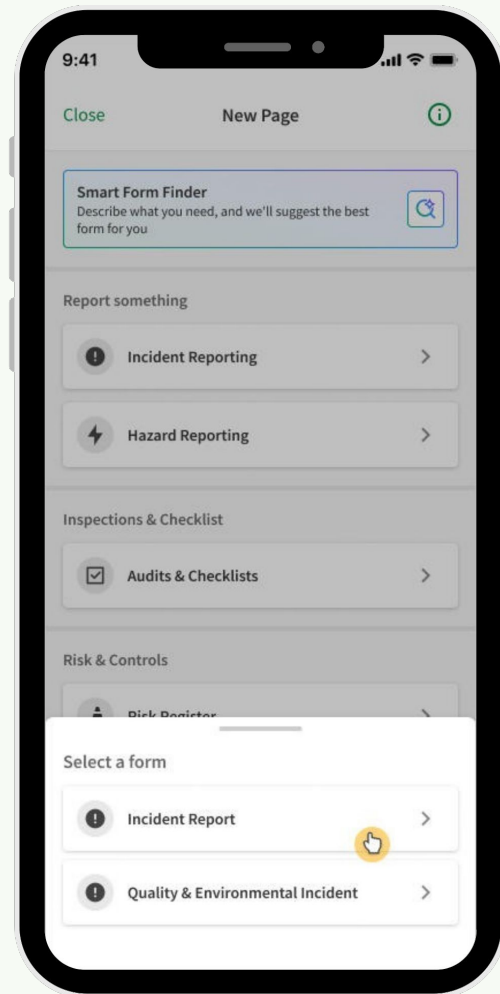 9:41
Close
New Page
Smart Form Finder
Describe what you need, and we'll suggest the best
form for you
Report something
Incident Reporting
Hazard Reporting
Inspections & Checklist
Audits & Checklists
Risk & Controls
Risk Register
Select a form
Incident Report
Quality & Environmental Incident